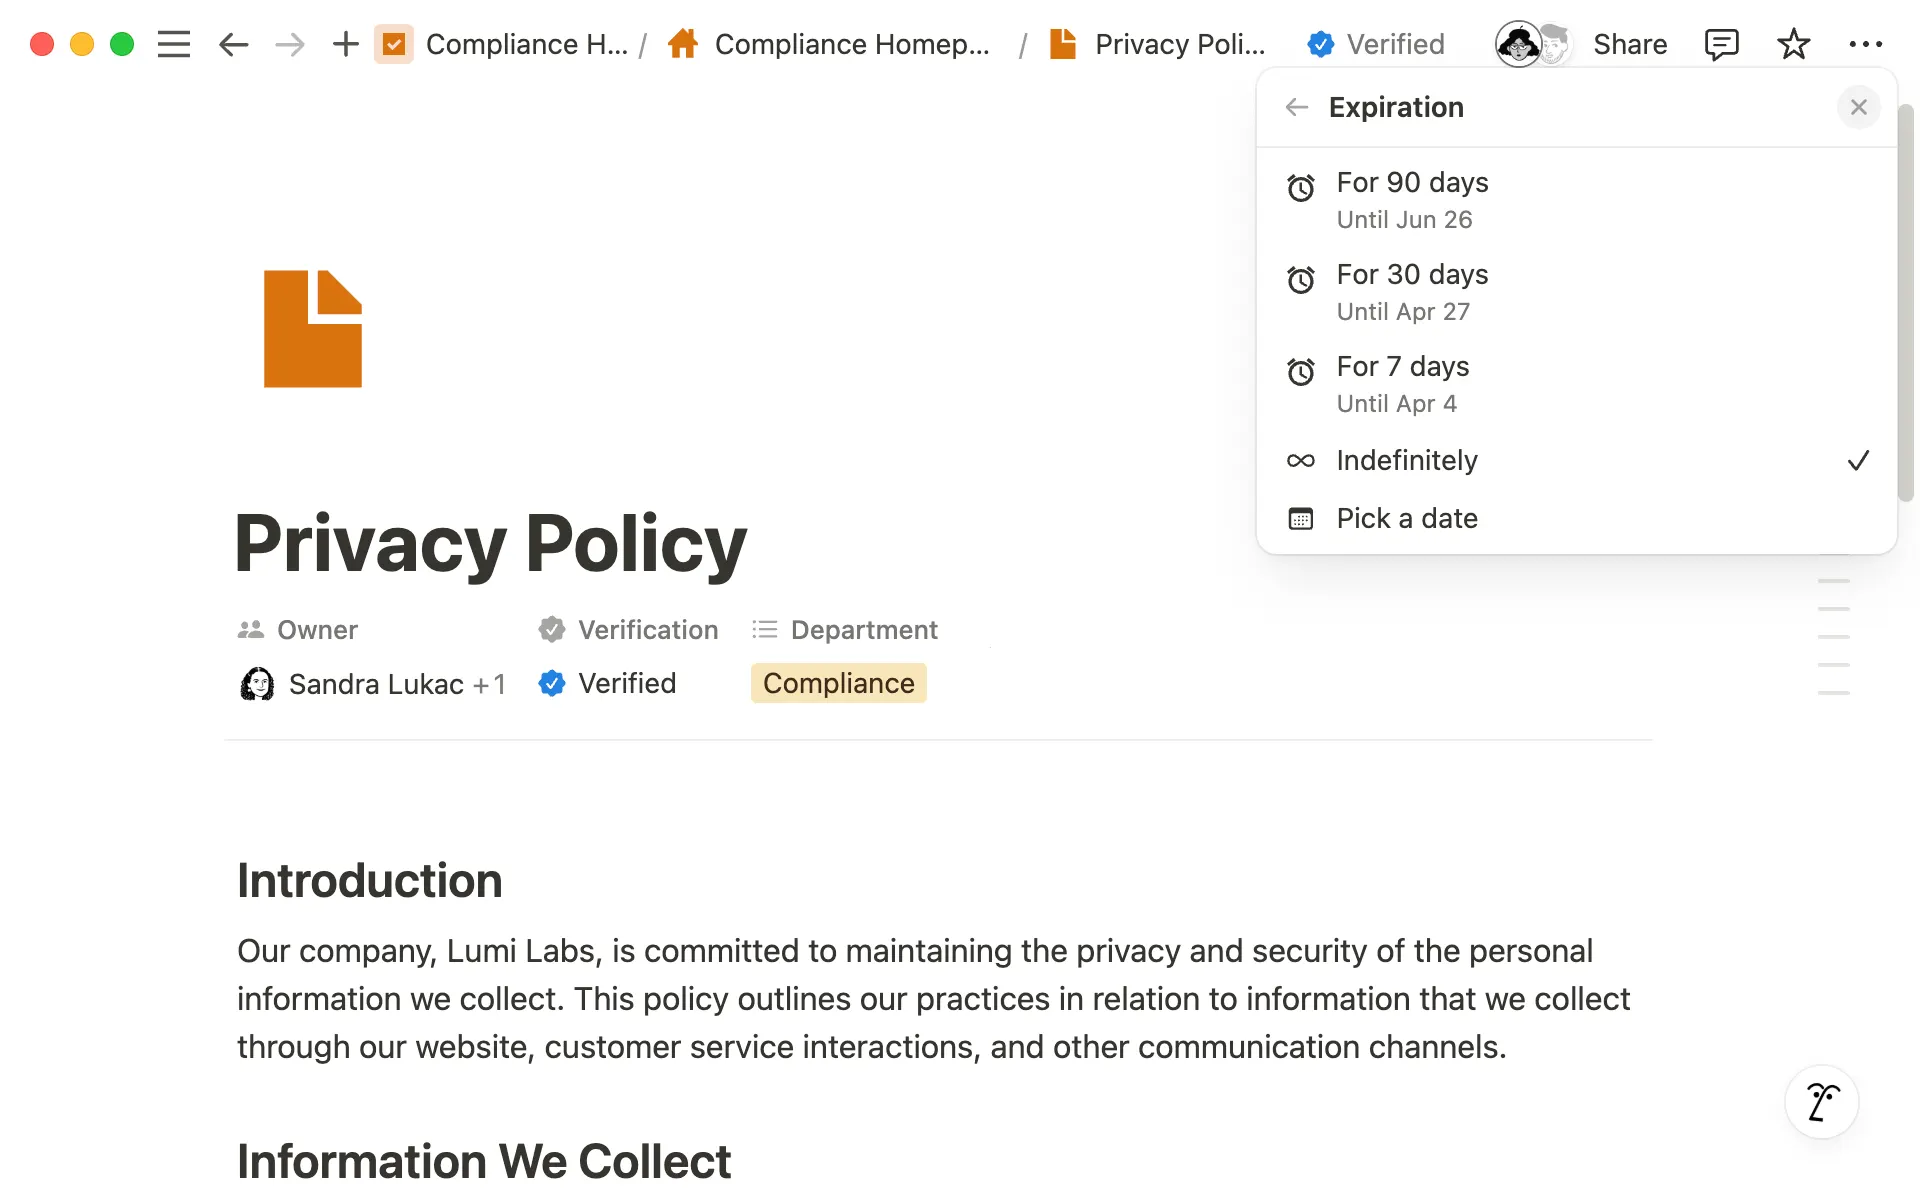 Compliance H... / Compliance Homep... / Privacy Poli... Verified Share
Expiration
For 90 days
Until Jun 26
For 30 days
Until Apr 27
For 7 days
Until Apr 4
Indefinitely
Pick a date
Privacy Policy
Owner Verification Department
Sandra Lukac +1 Verified Compliance
Introduction
Our company, Lumi Labs, is committed to maintaining the privacy and security of the personal
information we collect. This policy outlines our practices in relation to information that we collect
through our website, customer service interactions, and other communication channels.
Information We Collect